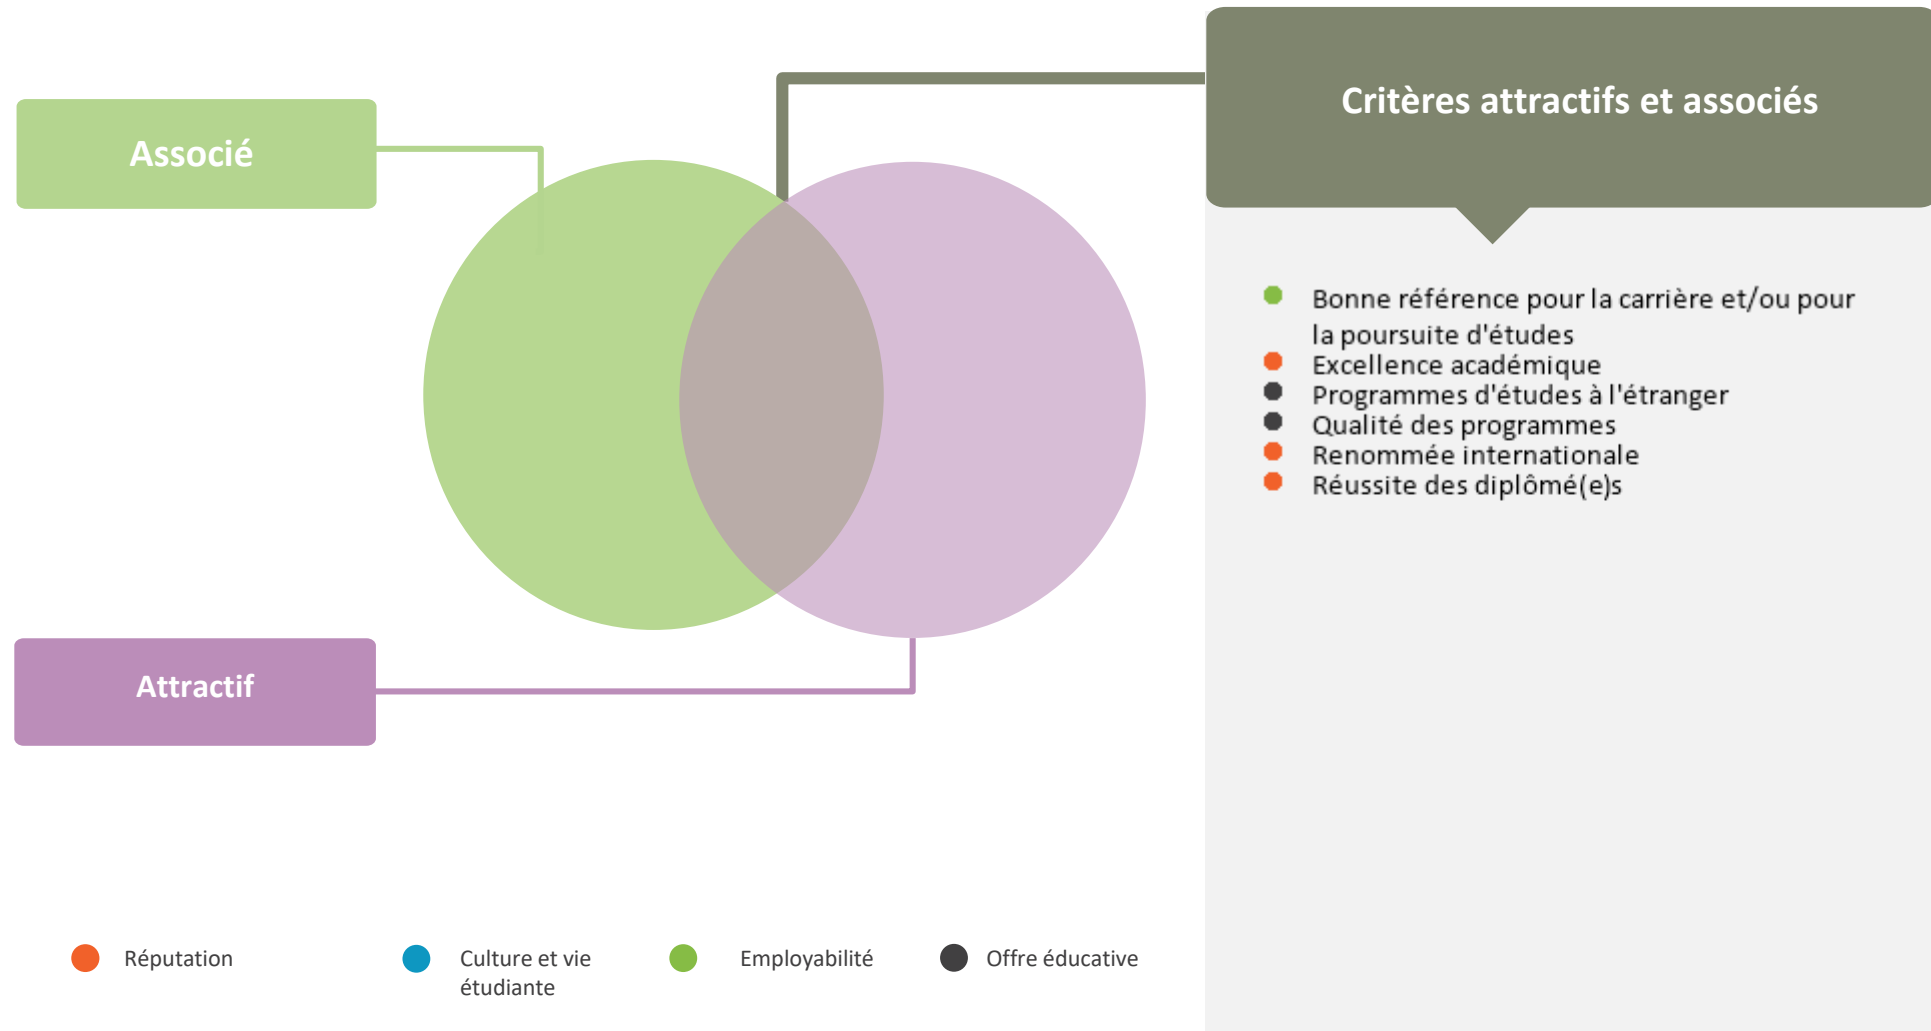 Critères attractifs et associés
Associé
Bonne référence pour la carrière et/ou pour
la poursuite d'études
Excellence académique
Programmes d'études à l'étranger
Qualité des programmes
Renommée internationale
Réussite des diplômé(e)s
Attractif
Réputation
Culture et vie
étudiante
Employabilité
Offre éducative